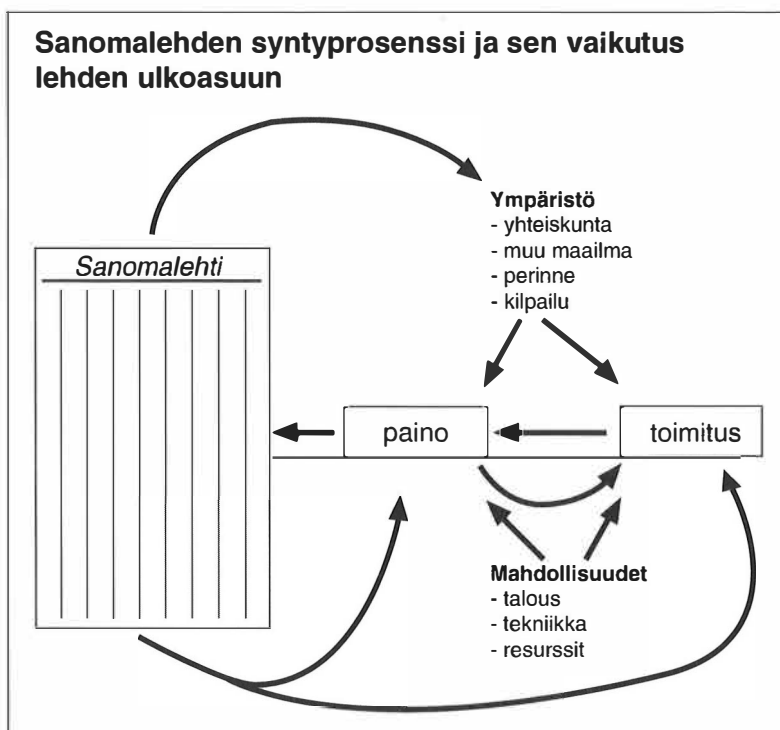 Sanomalehden syntyprosenssi ja sen vaikutus
lehden ulkoasuun
Ympäristö
- yhteiskunta
- muu maailma
- perinne
- kilpailu
Sanomalehti
paino
toimitus
Mahdollisuudet
- talous
- tekniikka
- resurssit